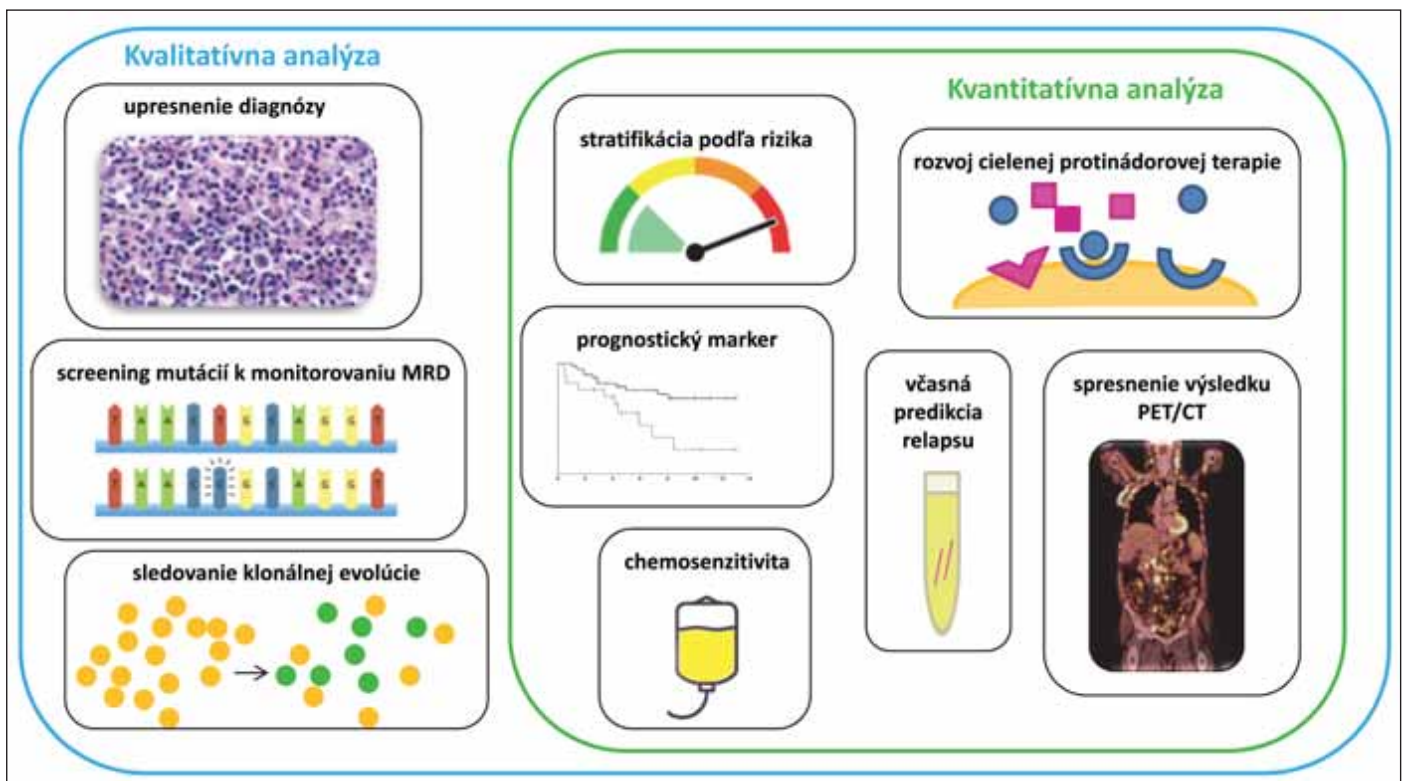 Kvalitatívna analýza
upresnenie diagnózy
screening mutácií k monitorovaniu MRD
T A A C T G C A G G T
T A A C G C A G G T
sledovanie klonálnej evolúcie
Kvantitatívna analýza
stratifikácia podľa rizika
rozvoj cielenej protinádorovej terapie
prognostický marker
včasná
predikcia
relapsu
spresnenie výsledku
PET/CT
chemosenzitivita